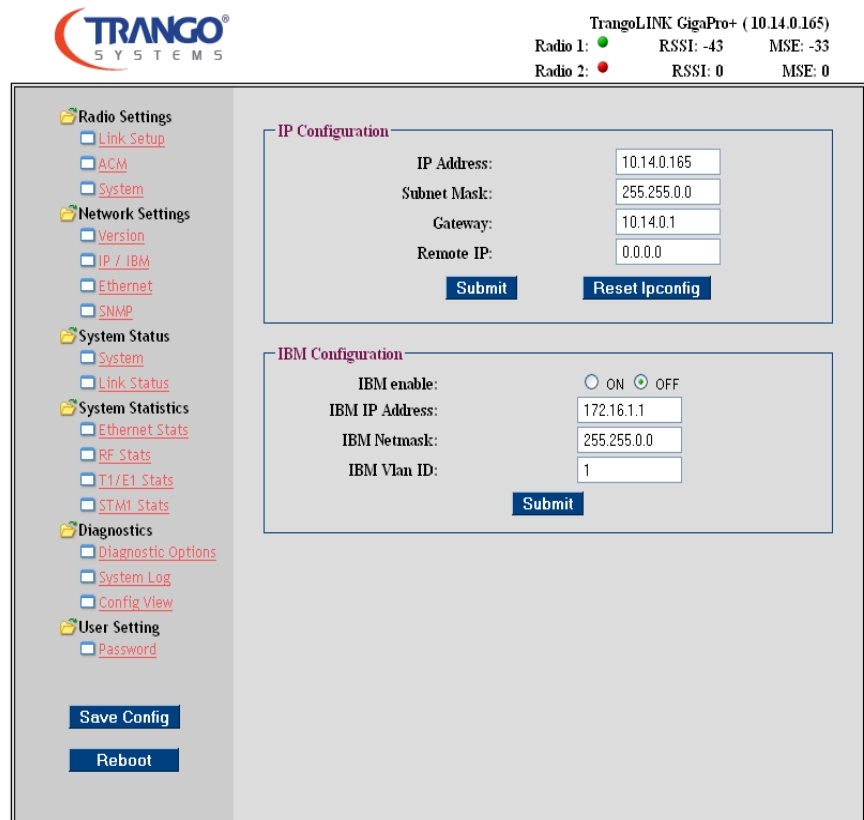 TRANGO®
SYSTEMS
TrangoLINK GigaPro+ ( 10.14.0.165)
Radio 1: RSSI: -43 MSE: -33
Radio 2: RSSI: 0 MSE: 0
Radio Settings
Link Setup
ACM
System
Network Settings
Version
IP / IBM
Ethernet
SNMP
System Status
System
Link Status
System Statistics
Ethernet Stats
RF Stats
T1/E1 Stats
STM1 Stats
Diagnostics
Diagnostic Options
System Log
Config View
User Setting
Password
Save Config
Reboot
IP Configuration
IP Address: 10.14.0.165
Subnet Mask: 255.255.0.0
Gateway: 10.14.0.1
Remote IP: 0.0.0.0
Submit Reset Ipconfig
IBM Configuration
IBM enable: ON OFF
IBM IP Address: 172.16.1.1
IBM Netmask: 255.255.0.0
IBM Vlan ID: 1
Submit